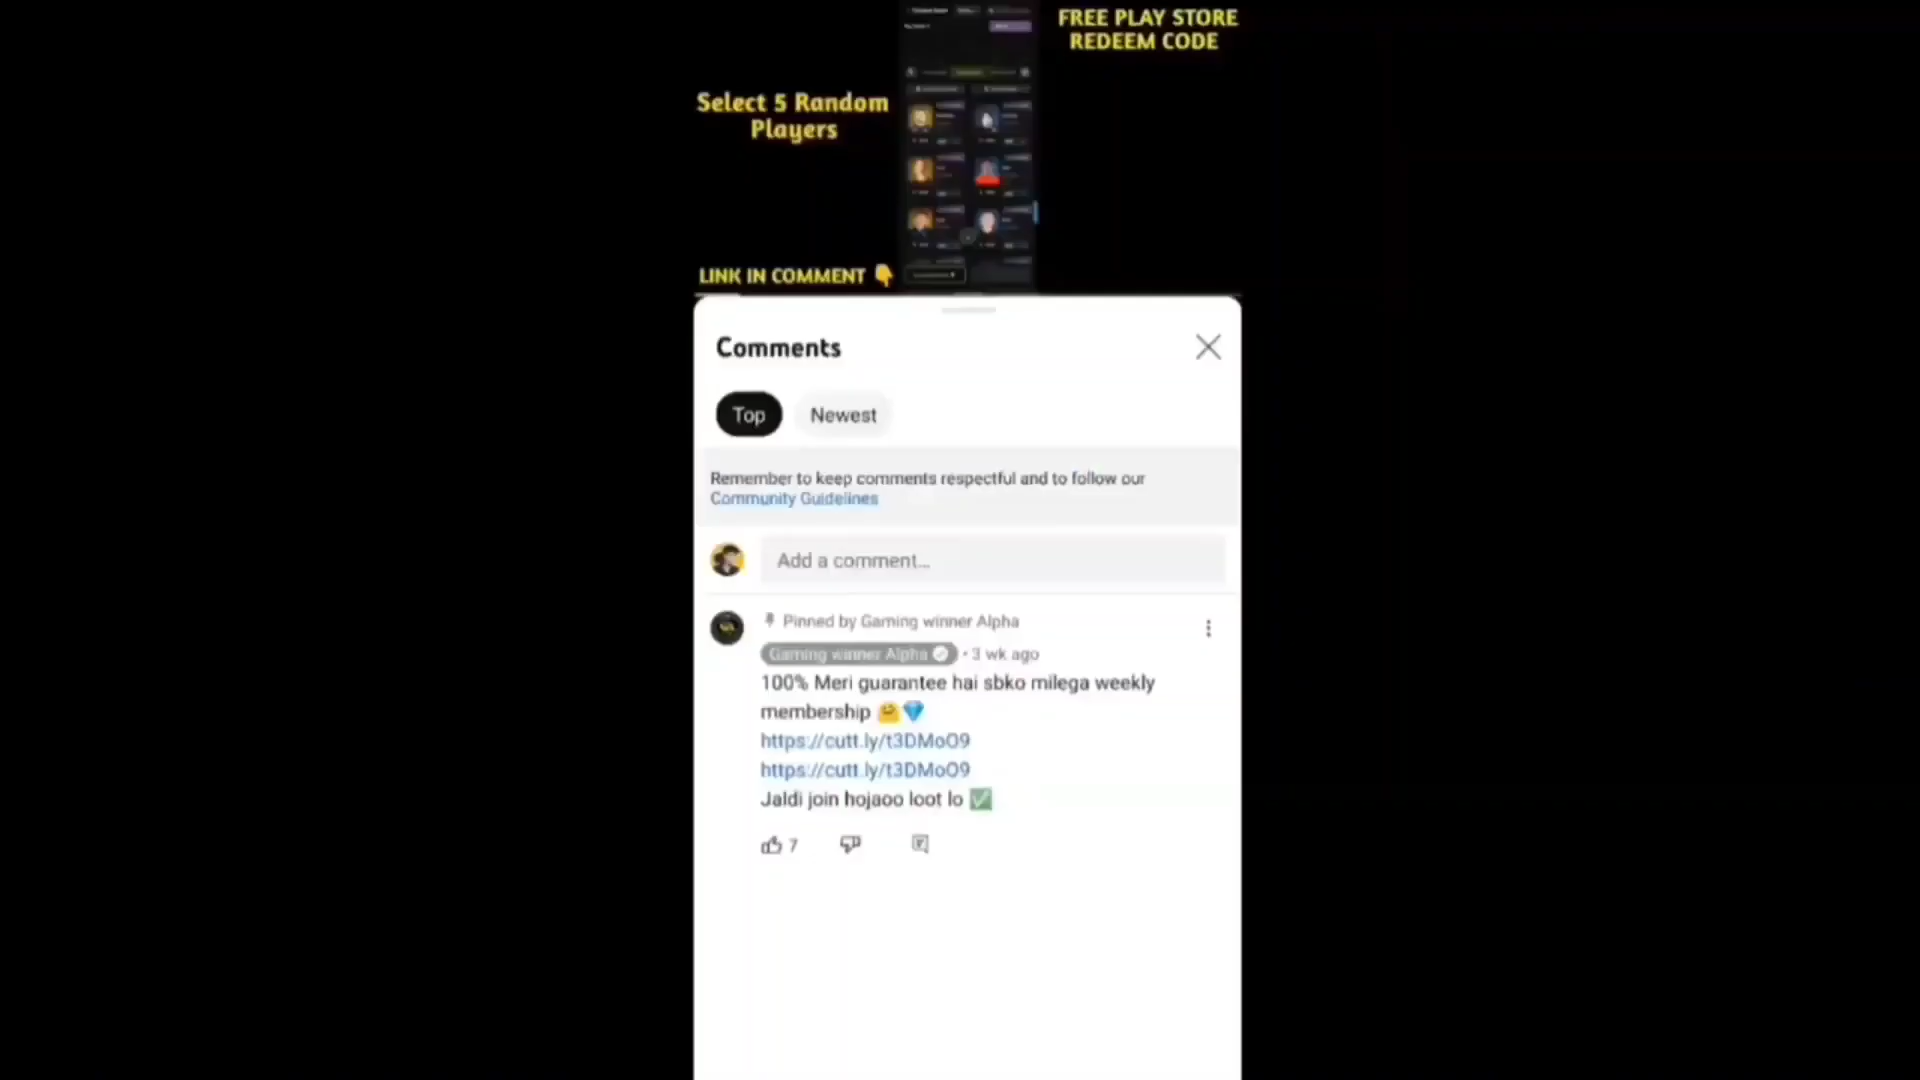 FREE PLAY STORE
REDEEM CODE
Select 5 Random
Players
LINK IN COMMENT 👇
Comments
Top
Newest
Remember to keep comments respectful and to follow our
Community Guidelines
Add a comment...
Pinned by Gaming winner Alpha
Gaming winner Alpha • 3 wk ago
100% Meri guarantee hai sbko milega weekly
membership 🤗💎
https://cutt.ly/t3DMoO9
https://cutt.ly/t3DMoO9
Jaldi join hojaoo loot lo ✅
7